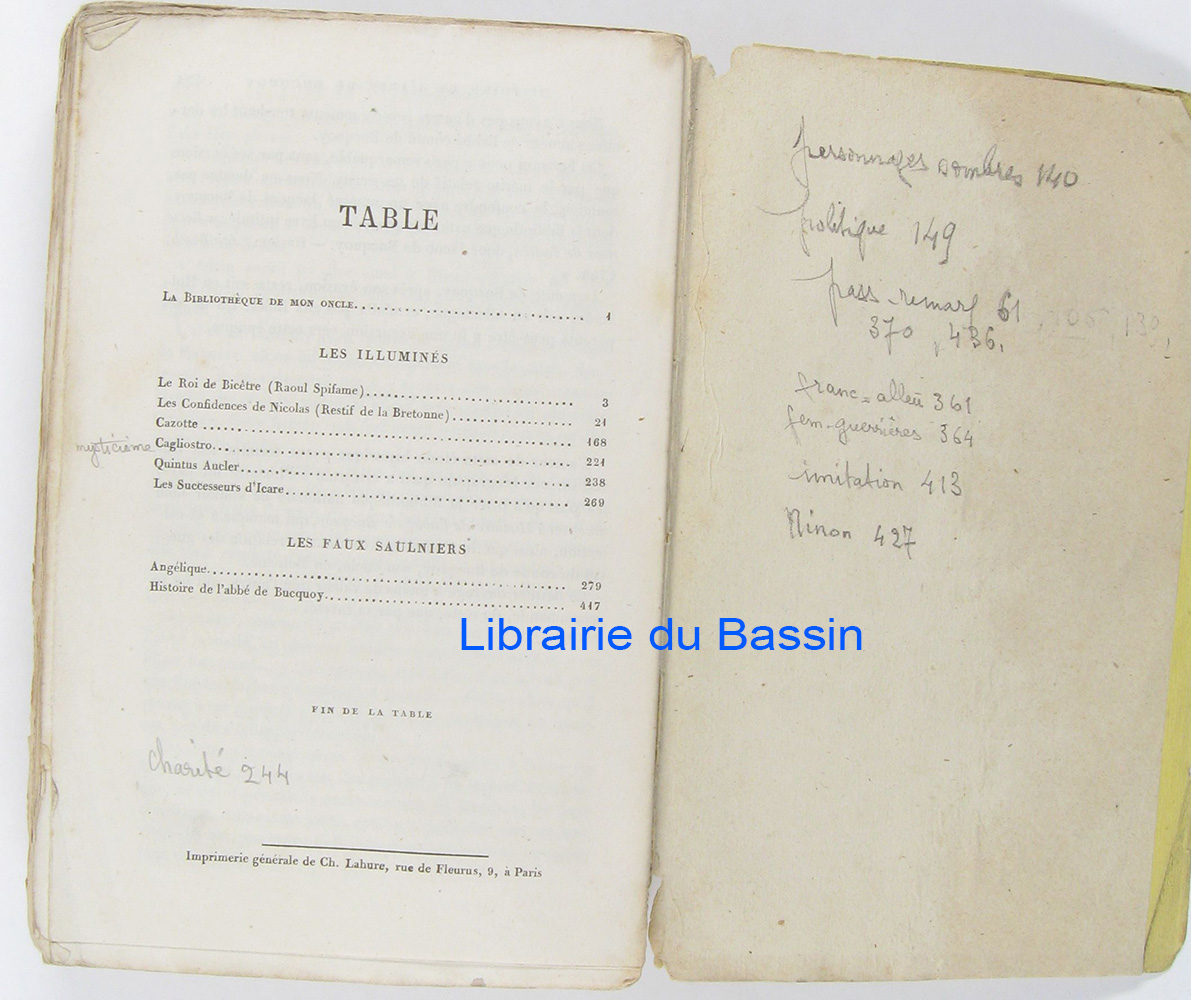 TABLE
LA BIBLIOTHÈQUE DE MON ONCLE........ 1
LES ILLUMINÉS
Le Roi de Bicêtre (Raoul Spifame)........ 3
Les Confidences de Nicolas (Restif de la Bretonne)........ 21
Cazotte........ 168
mysticisme Cagliostro........ 221
Quintus Aucler........ 238
Les Successeurs d'Icare........ 269
LES FAUX SAULNIERS
Angélique........ 279
Histoire de l'abbé de Bucquoy........ 417
FIN DE LA TABLE
Charité 244
Imprimerie générale de Ch. Lahure, rue de Fleurus, 9, à Paris
personnages sombres 140
politique 149
pass-remarq 61, 106, 130,
370, 436.
franc-alleu 361
fem-guerrières 364
imitation 413
Ninon 427
Librairie du Bassin